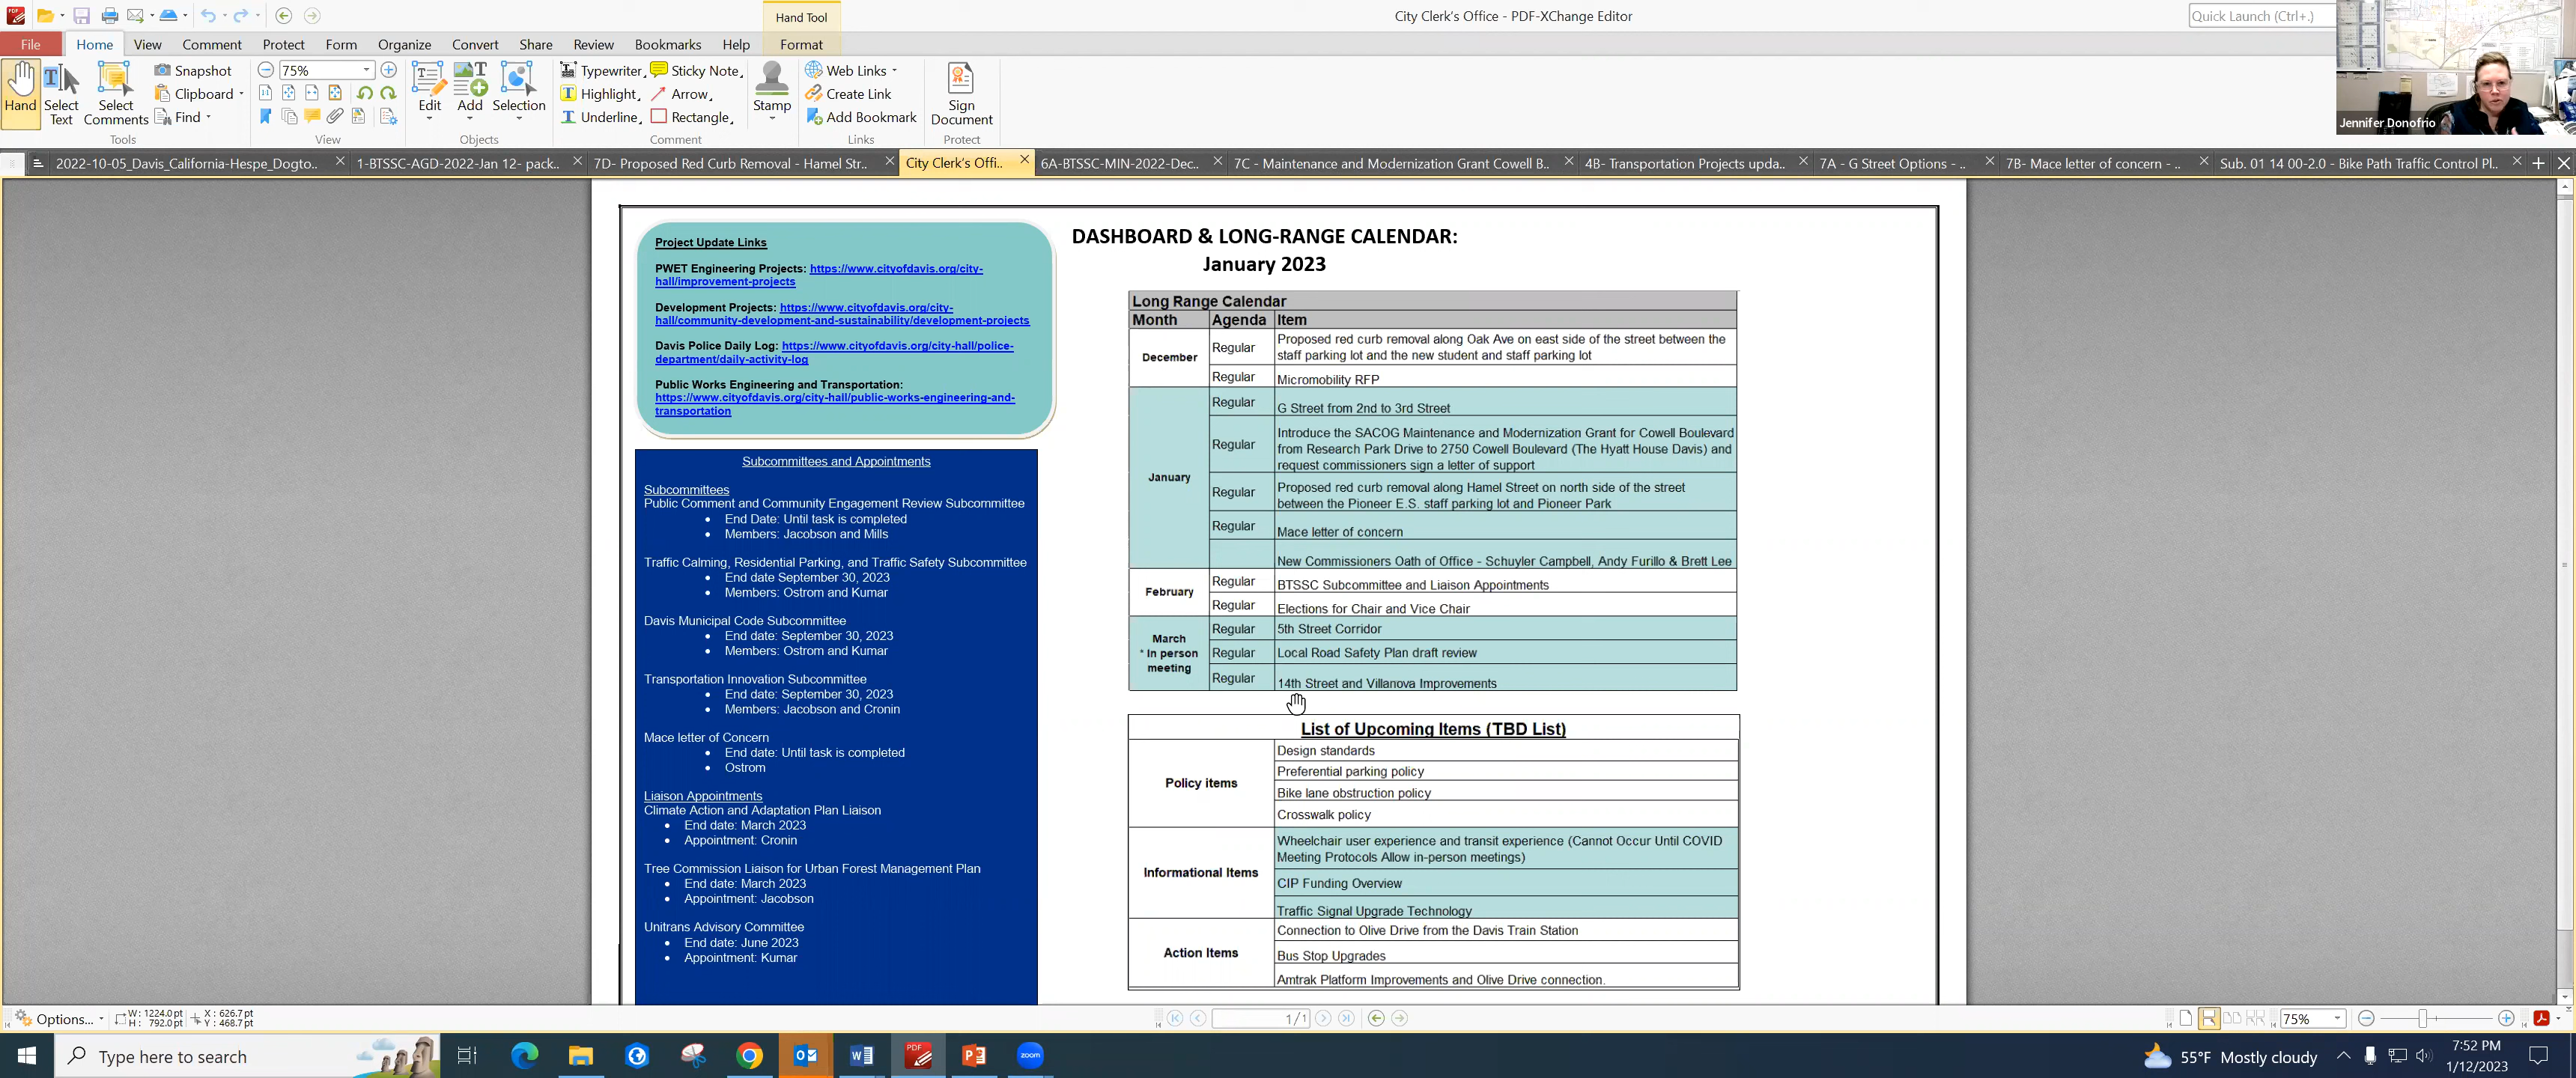 Hand Tool
City Clerk's Office - PDF-XChange Editor
Quick Launch (Ctrl+.)
File Home View Comment Protect Form Organize Convert Share Review Bookmarks Help Format
Hand
Select Text
Select Comments
Snapshot
Clipboard
Find
Tools
75%
View
Edit
Add
Selection
Objects
Typewriter
Highlight
Underline
Sticky Note
Arrow
Rectangle
Comment
Stamp
Web Links
Create Link
Add Bookmark
Links
Sign Document
Protect
Jennifer Donofrio
2022-10-05_Davis_California-Hespe_Dogto..
1-BTSSC-AGD-2022-Jan 12- pack..
7D- Proposed Red Curb Removal - Hamel Str..
City Clerk's Offi..
6A-BTSSC-MIN-2022-Dec..
7C - Maintenance and Modernization Grant Cowell B..
4B- Transportation Projects upda..
7A - G Street Options - ..
7B- Mace letter of concern - ..
Sub. 01 14 00-2.0 - Bike Path Traffic Control Pl..
Project Update Links
PWET Engineering Projects: https://www.cityofdavis.org/city-
hall/improvement-projects
Development Projects: https://www.cityofdavis.org/city-
hall/community-development-and-sustainability/development-projects
Davis Police Daily Log: https://www.cityofdavis.org/city-hall/police-
department/daily-activity-log
Public Works Engineering and Transportation:
https://www.cityofdavis.org/city-hall/public-works-engineering-and-
transportation
Subcommittees and Appointments
Subcommittees
Public Comment and Community Engagement Review Subcommittee
• End Date: Until task is completed
• Members: Jacobson and Mills
Traffic Calming, Residential Parking, and Traffic Safety Subcommittee
• End date September 30, 2023
• Members: Ostrom and Kumar
Davis Municipal Code Subcommittee
• End date: September 30, 2023
• Members: Ostrom and Kumar
Transportation Innovation Subcommittee
• End date: September 30, 2023
• Members: Jacobson and Cronin
Mace letter of Concern
• End date: Until task is completed
• Ostrom
Liaison Appointments
Climate Action and Adaptation Plan Liaison
• End date: March 2023
• Appointment: Cronin
Tree Commission Liaison for Urban Forest Management Plan
• End date: March 2023
• Appointment: Jacobson
Unitrans Advisory Committee
• End date: June 2023
• Appointment: Kumar
DASHBOARD & LONG-RANGE CALENDAR:
January 2023
Long Range Calendar
Month Agenda Item
December
Regular Proposed red curb removal along Oak Ave on east side of the street between the
staff parking lot and the new student and staff parking lot
Regular Micromobility RFP
January
Regular G Street from 2nd to 3rd Street
Regular Introduce the SACOG Maintenance and Modernization Grant for Cowell Boulevard
from Research Park Drive to 2750 Cowell Boulevard (The Hyatt House Davis) and
request commissioners sign a letter of support
Regular Proposed red curb removal along Hamel Street on north side of the street
between the Pioneer E.S. staff parking lot and Pioneer Park
Regular Mace letter of concern
New Commissioners Oath of Office - Schuyler Campbell, Andy Furillo & Brett Lee
February
Regular BTSSC Subcommittee and Liaison Appointments
Regular Elections for Chair and Vice Chair
March
* In person
meeting
Regular 5th Street Corridor
Regular Local Road Safety Plan draft review
Regular 14th Street and Villanova Improvements
List of Upcoming Items (TBD List)
Policy items
Design standards
Preferential parking policy
Bike lane obstruction policy
Crosswalk policy
Informational Items
Wheelchair user experience and transit experience (Cannot Occur Until COVID
Meeting Protocols Allow in-person meetings)
CIP Funding Overview
Traffic Signal Upgrade Technology
Action Items
Connection to Olive Drive from the Davis Train Station
Bus Stop Upgrades
Amtrak Platform Improvements and Olive Drive connection.
Options...
W: 1224.0pt
H: 792.0pt
X: 626.7pt
Y: 468.7pt
1/1
75%
Type here to search
PDF
zoom
55°F Mostly cloudy
7:52 PM
1/12/2023